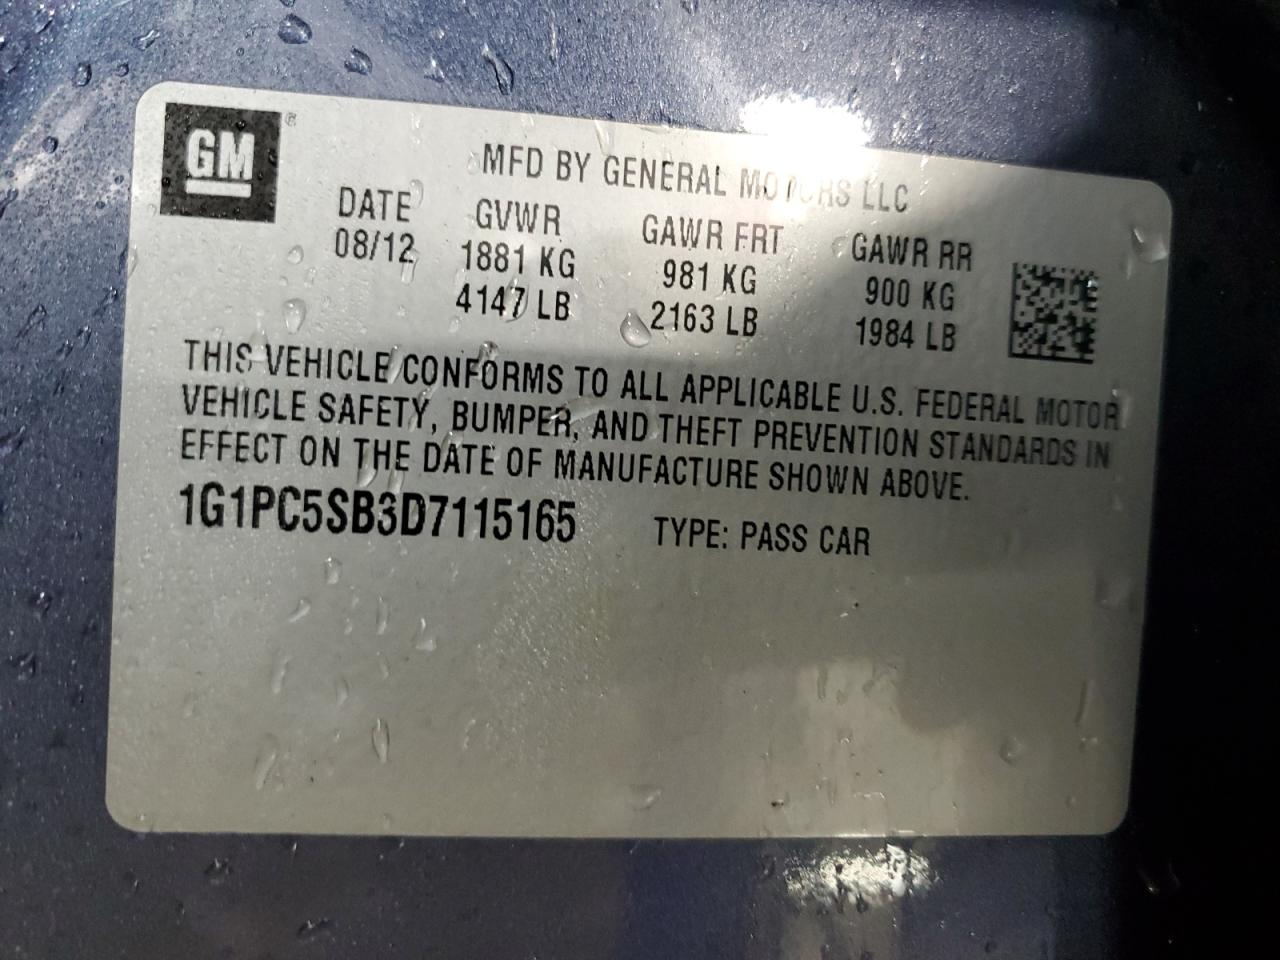 GM®
MFD BY GENERAL MOTORS LLC
DATE GVWR GAWR FRT GAWR RR
08/12 1881 KG 981 KG 900 KG
4147 LB 2163 LB 1984 LB
THIS VEHICLE CONFORMS TO ALL APPLICABLE U.S. FEDERAL MOTOR
VEHICLE SAFETY, BUMPER, AND THEFT PREVENTION STANDARDS IN
EFFECT ON THE DATE OF MANUFACTURE SHOWN ABOVE.
1G1PC5SB3D7115165 TYPE: PASS CAR